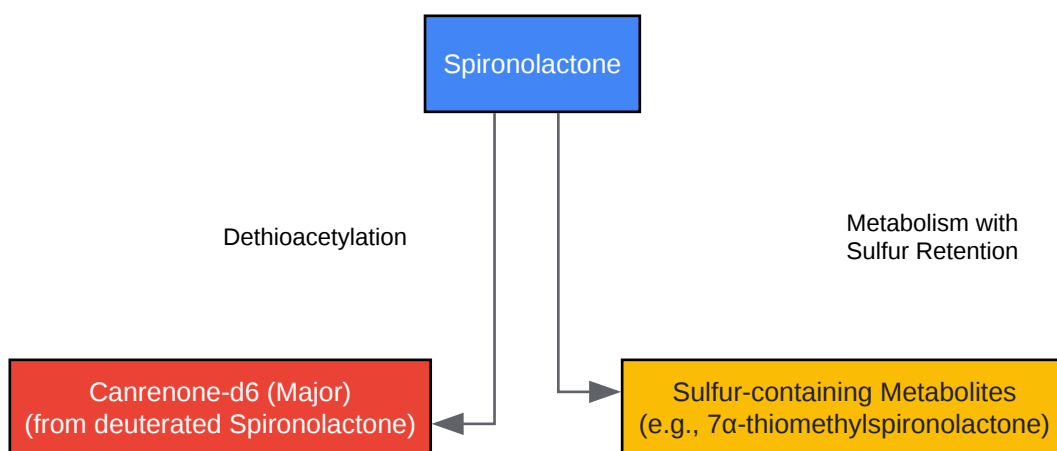 Spironolactone
Dethioacetylation
Metabolism with
Sulfur Retention
Canrenone-d6 (Major)
(from deuterated Spironolactone)
Sulfur-containing Metabolites
(e.g., 7α-thiomethylspironolactone)